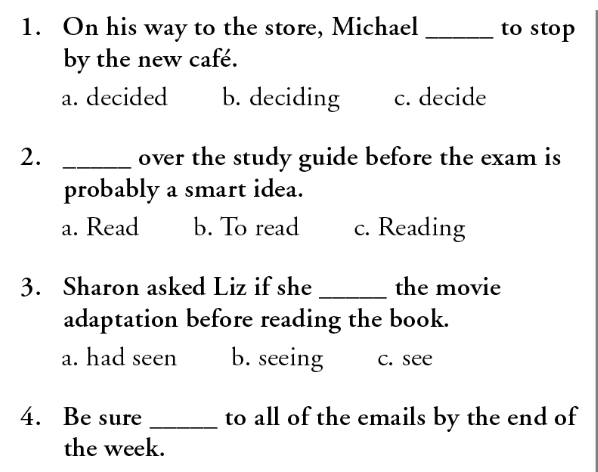 1. On his way to the store, Michael _____ to stop
by the new café.
a. decided b. deciding c. decide
2. _____ over the study guide before the exam is
probably a smart idea.
a. Read b. To read c. Reading
3. Sharon asked Liz if she _____ the movie
adaptation before reading the book.
a. had seen b. seeing c. see
4. Be sure _____ to all of the emails by the end of
the week.